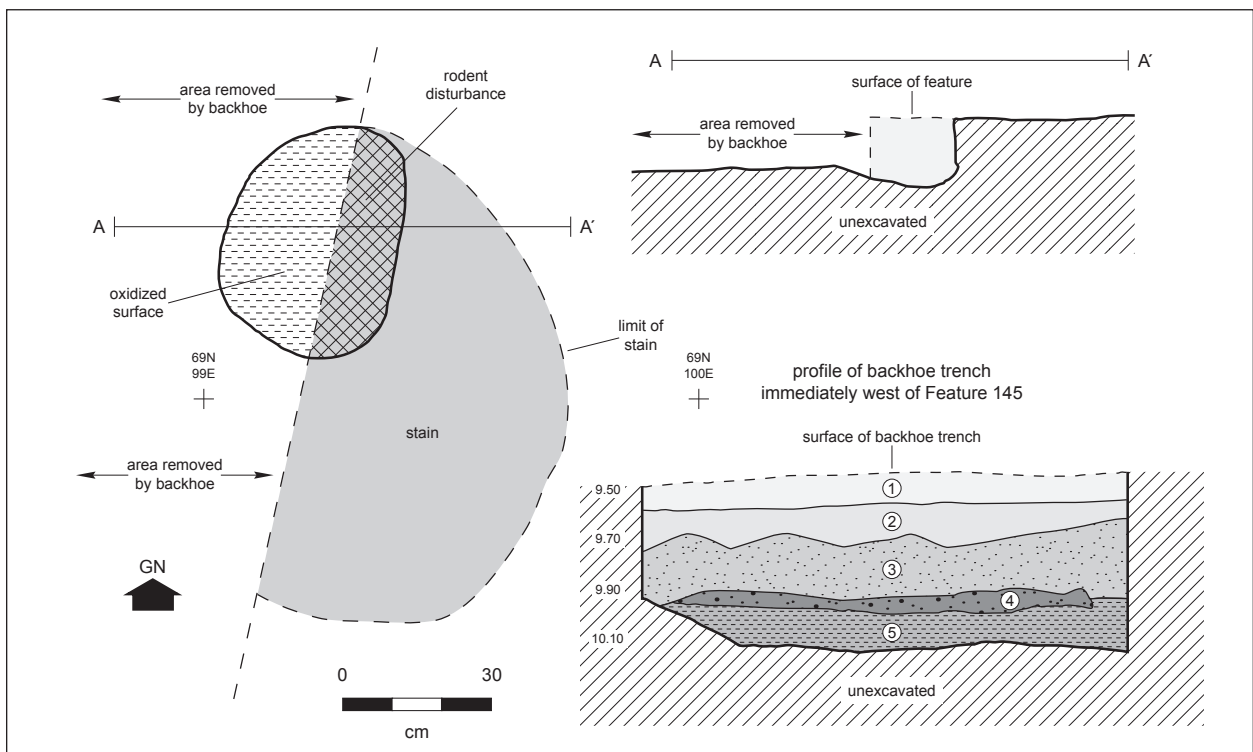 area removed
by backhoe
rodent
disturbance
A
A′
oxidized
surface
69N
99E
limit of
stain
stain
area removed
by backhoe
GN
0
30
cm
A
A′
surface of feature
area removed
by backhoe
unexcavated
69N
100E
profile of backhoe trench
immediately west of Feature 145
surface of backhoe trench
9.50
9.70
9.90
10.10
1
2
3
4
5
unexcavated